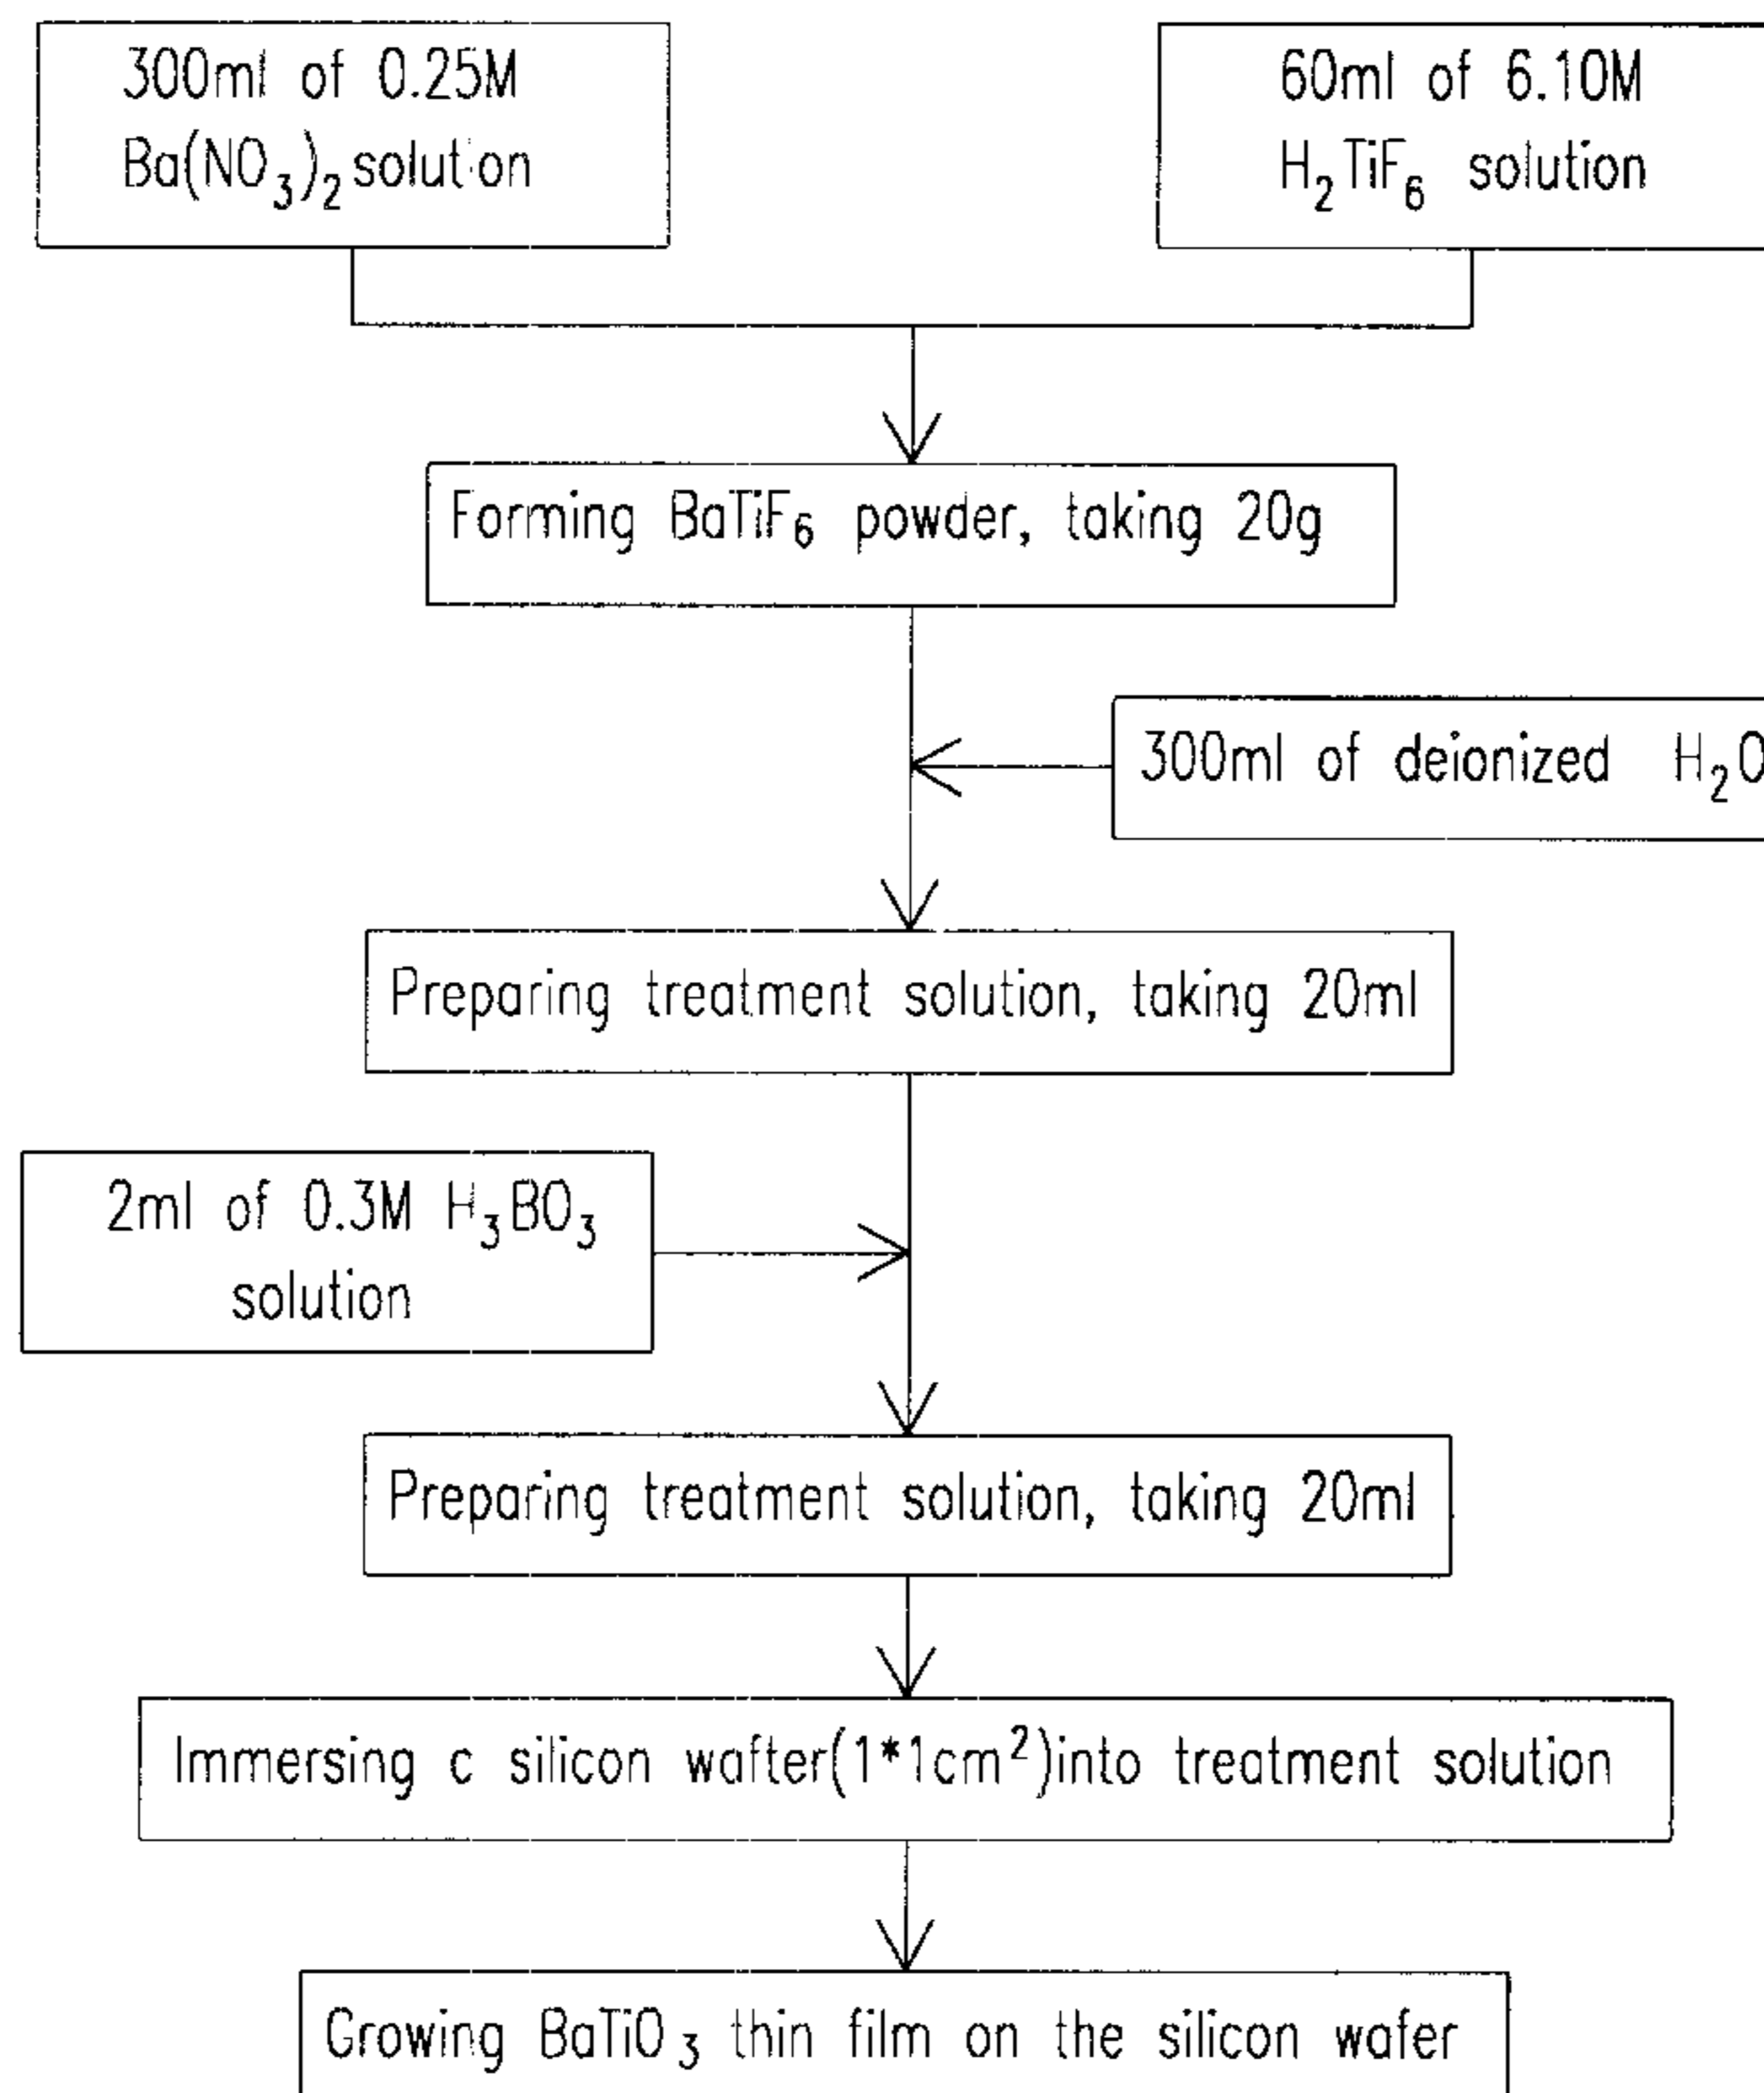 300ml of 0.25M
Ba(NO₃)₂ solution
60ml of 6.10M
H₂TiF₆ solution
Forming BaTiF₆ powder, taking 20g
300ml of deionized H₂O
Preparing treatment solution, taking 20ml
2ml of 0.3M H₃BO₃
solution
Preparing treatment solution, taking 20ml
Immersing c silicon wafter(1*1cm²)into treatment solution
Growing BaTiO₃ thin film on the silicon wafer